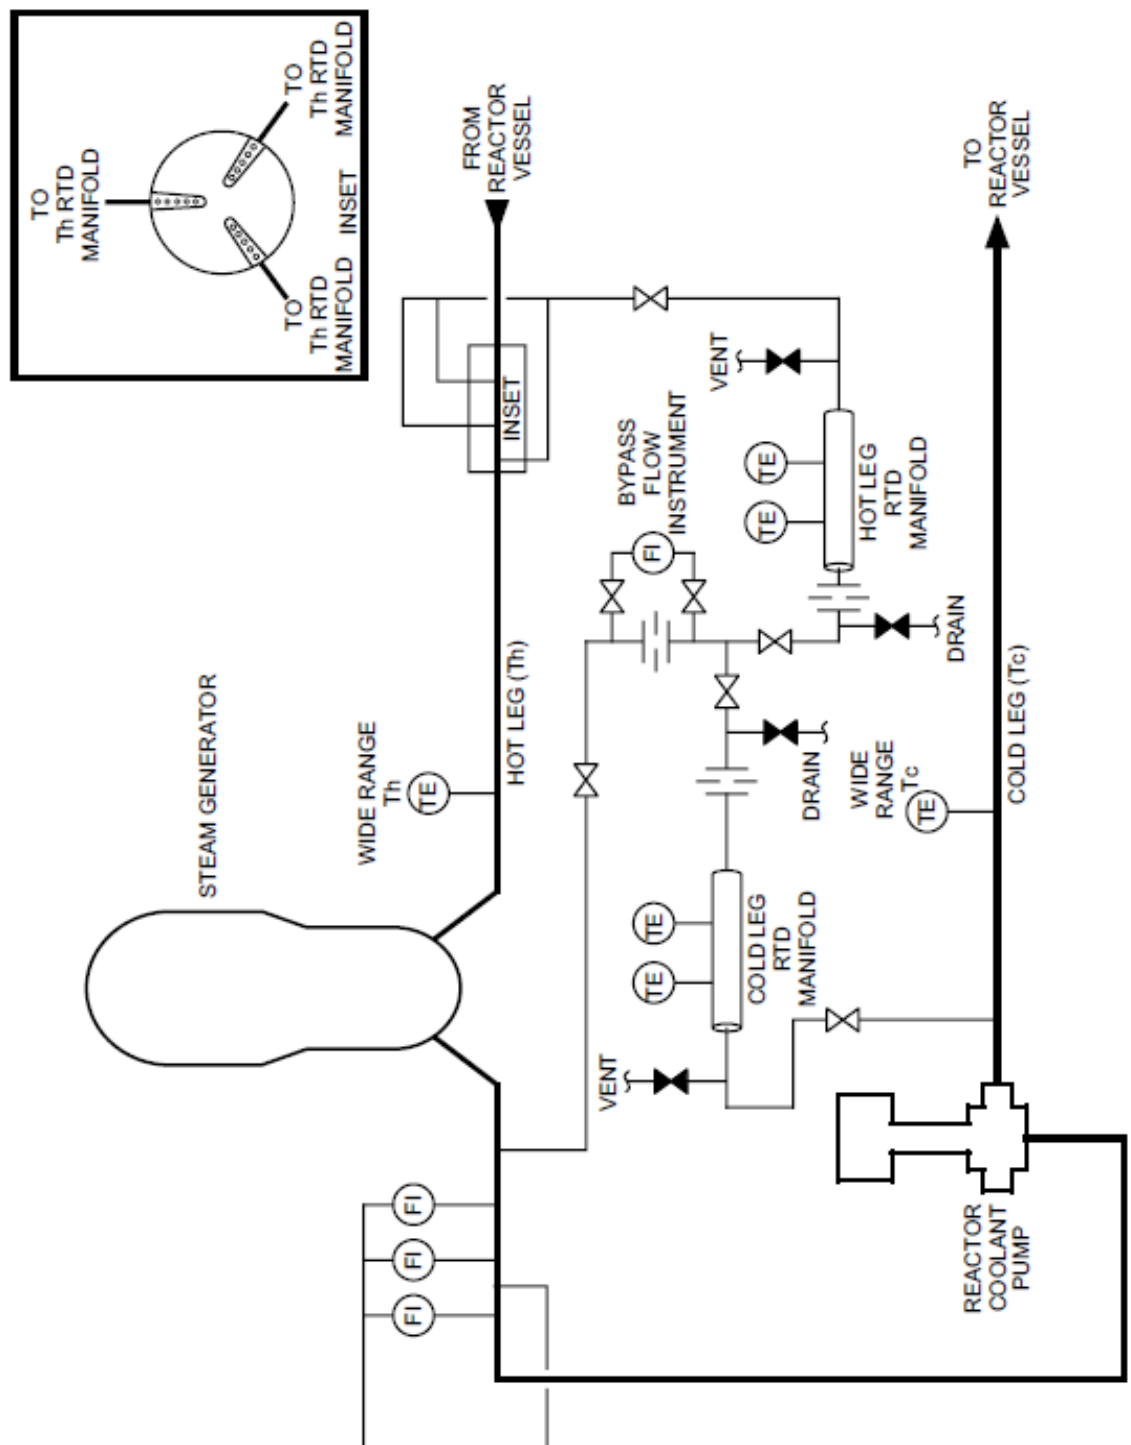 TO
Th RTD
MANIFOLD
TO
Th RTD
MANIFOLD
TO
Th RTD
MANIFOLD
INSET
STEAM GENERATOR
WIDE RANGE
Th
TE
HOT LEG (Th)
INSET
FROM
REACTOR
VESSEL
FI
FI
FI
BYPASS
FLOW
INSTRUMENT
FI
VENT
TE
TE
COLD LEG
RTD
MANIFOLD
DRAIN
VENT
TE
TE
HOT LEG
RTD
MANIFOLD
DRAIN
WIDE
RANGE
Tc
TE
COLD LEG (Tc)
TO
REACTOR
VESSEL
REACTOR
COOLANT
PUMP